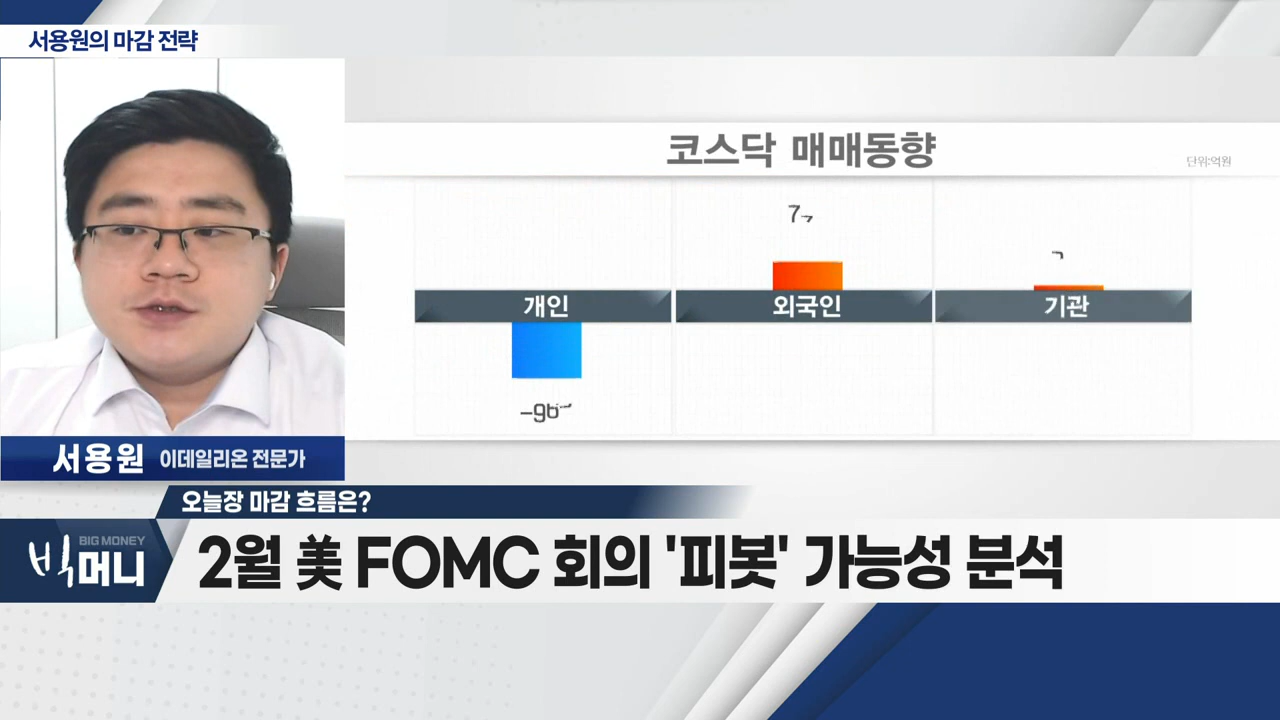 서용원의 마감 전략
코스닥 매매동향
단위:억원
개인
외국인
기관
서용원 이데일리온 전문가
오늘장 마감 흐름은?
BIG MONEY
빅머니
2월 美 FOMC 회의 '피봇' 가능성 분석